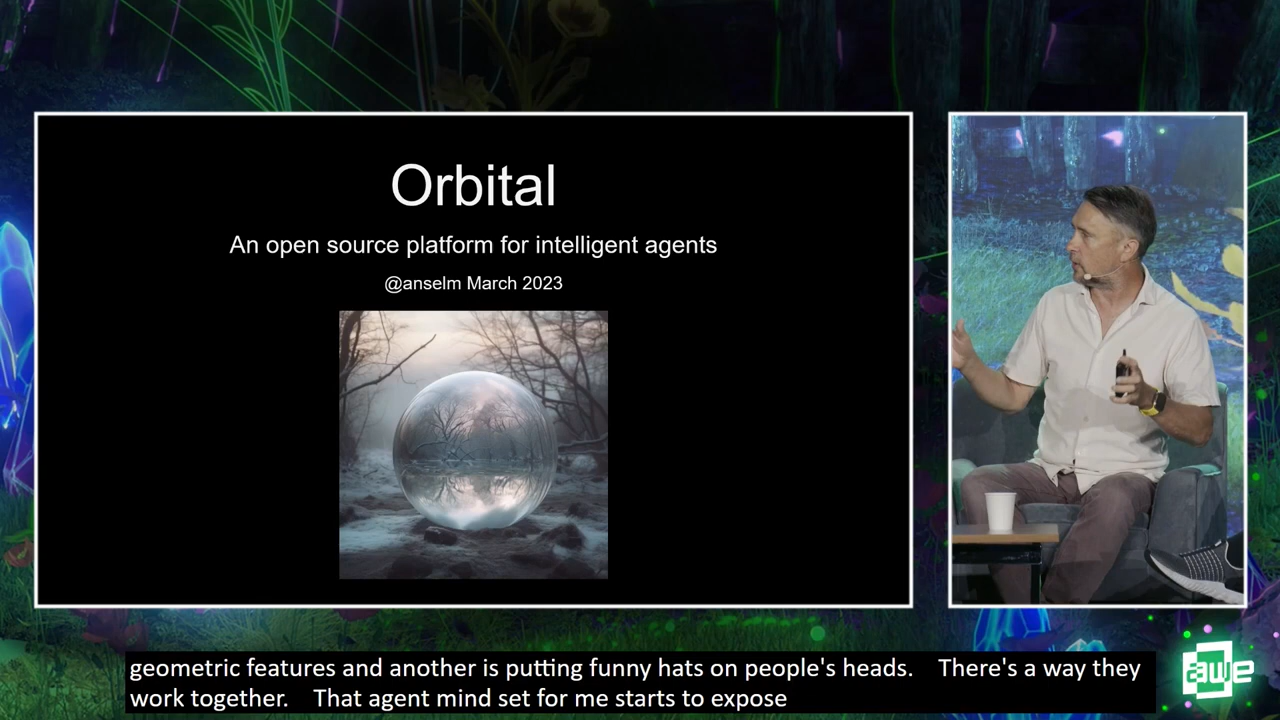 Orbital
An open source platform for intelligent agents
@anselm March 2023
geometric features and another is putting funny hats on people's heads. There's a way they
work together. That agent mind set for me starts to expose
awe